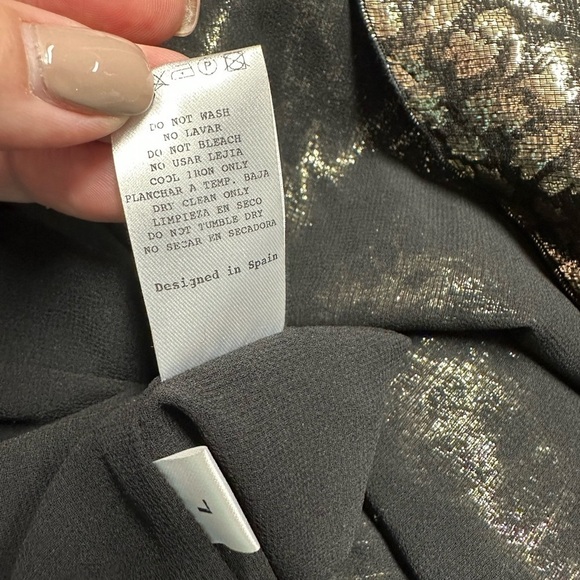 P
DO NOT WASH
NO LAVAR
DO NOT BLEACH
NO USAR LEJIA
COOL IRON ONLY
PLANCHAR A TEMP. BAJA
DRY CLEAN ONLY
LIMPIEZA EN SECO
DO NOT TUMBLE DRY
NO SECAR EN SECADORA
Designed in Spain